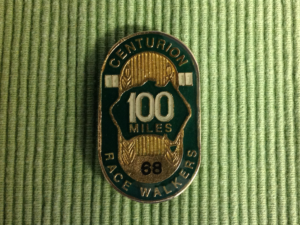 CENTURION
100
MILES
68
RACE WALKERS